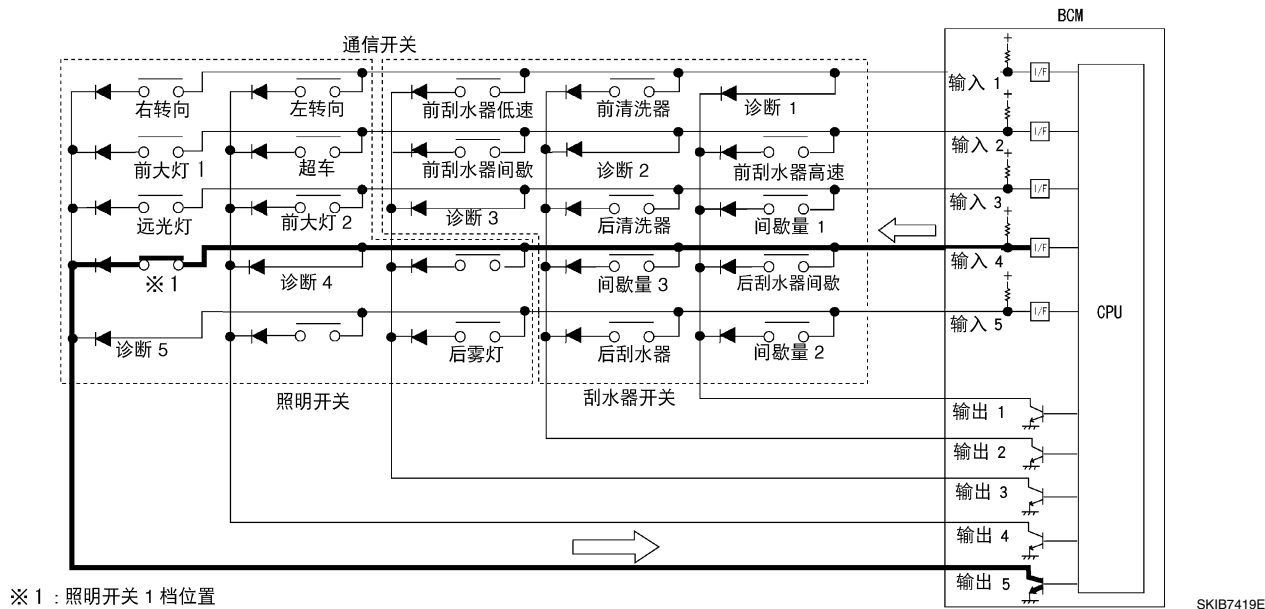 BCM
通信开关
右转向
左转向
前刮水器低速
前清洗器
诊断 1
输入 1
I/F
前大灯 1
超车
前刮水器间歇
诊断 2
前刮水器高速
输入 2
I/F
远光灯
前大灯 2
诊断 3
后清洗器
间歇量 1
输入 3
I/F
※ 1
诊断 4
间歇量 3
后刮水器间歇
输入 4
I/F
CPU
诊断 5
后雾灯
后刮水器
间歇量 2
输入 5
I/F
照明开关
刮水器开关
输出 1
输出 2
输出 3
输出 4
输出 5
※ 1 : 照明开关 1 档位置
SKIB7419E